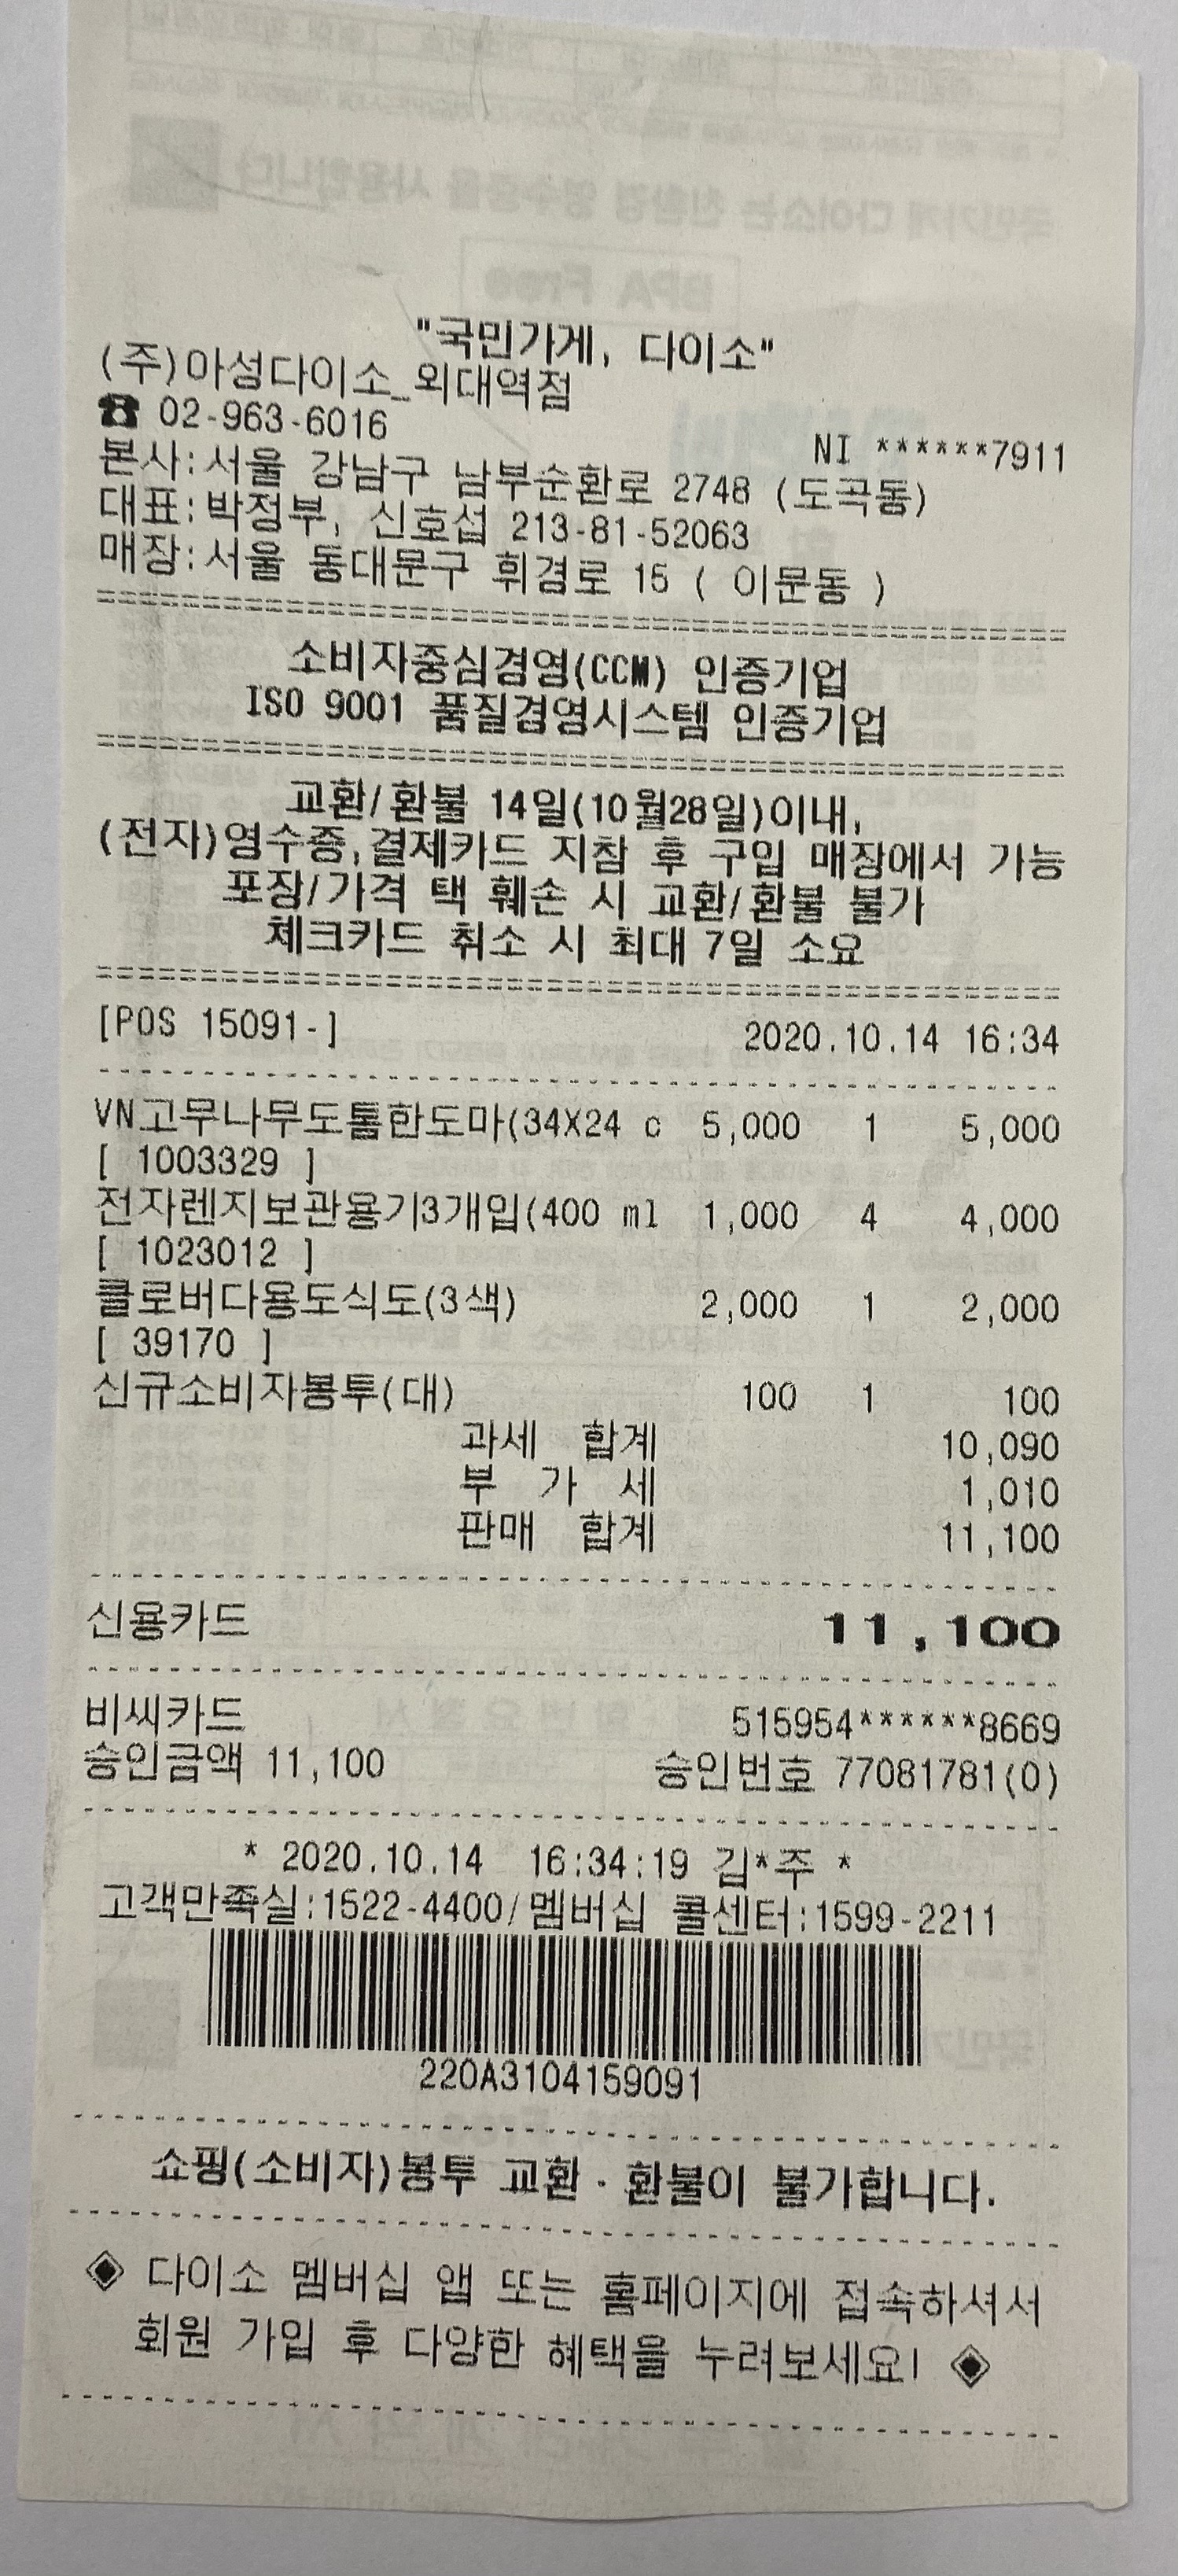 "국민가게, 다이소"
(주)아성다이소_외대역점
☎ 02-963-6016
NI ******7911
본사:서울 강남구 남부순환로 2748 (도곡동)
대표:박정부, 신호섭 213-81-52063
매장:서울 동대문구 휘경로 15 ( 이문동 )
소비자중심경영(CCM) 인증기업
ISO 9001 품질경영시스템 인증기업
교환/환불 14일(10월28일)이내,
(전자)영수증,결제카드 지참 후 구입 매장에서 가능
포장/가격 택 훼손 시 교환/환불 불가
체크카드 취소 시 최대 7일 소요
[POS 15091-] 2020.10.14 16:34
VN고무나무도톰한도마(34X24 c 5,000 1 5,000
[ 1003329 ]
전자렌지보관용기3개입(400 ml 1,000 4 4,000
[ 1023012 ]
클로버다용도식도(3색) 2,000 1 2,000
[ 39170 ]
신규소비자봉투(대) 100 1 100
과세 합계 10,090
부 가 세 1,010
판매 합계 11,100
신용카드 11,100
비씨카드 515954******8669
승인금액 11,100 승인번호 77081781(0)
* 2020.10.14 16:34:19 김*주 *
고객만족실:1522-4400/멤버십 콜센터:1599-2211
220A3104159091
쇼핑(소비자)봉투 교환·환불이 불가합니다.
◈ 다이소 멤버십 앱 또는 홈페이지에 접속하셔서
회원 가입 후 다양한 혜택을 누려보세요! ◈